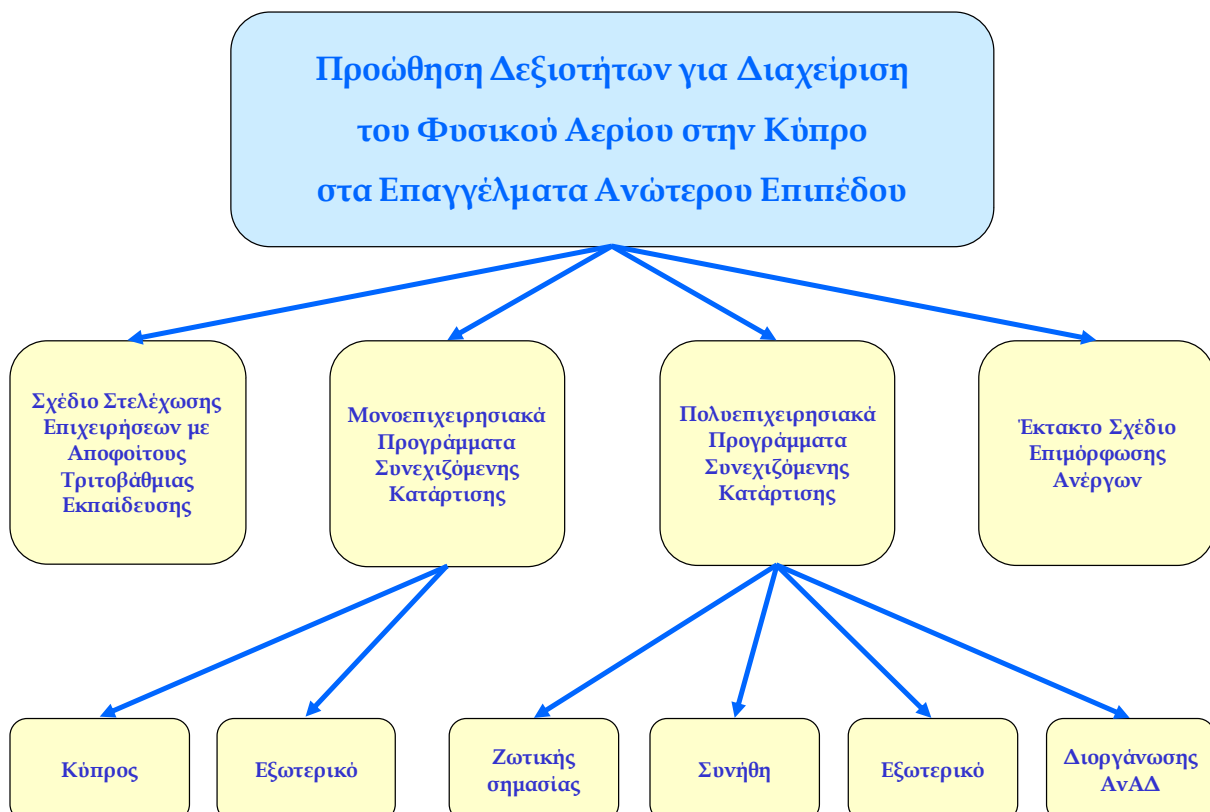 Προώθηση Δεξιοτήτων για Διαχείριση
του Φυσικού Αερίου στην Κύπρο
στα Επαγγέλματα Ανώτερου Επιπέδου
Σχέδιο Στελέχωσης
Επιχειρήσεων με
Αποφοίτους
Τριτοβάθμιας
Εκπαίδευσης
Μονοεπιχειρησιακά
Προγράμματα
Συνεχιζόμενης
Κατάρτισης
Πολυεπιχειρησιακά
Προγράμματα
Συνεχιζόμενης
Κατάρτισης
Έκτακτο Σχέδιο
Επιμόρφωσης
Ανέργων
Κύπρος
Εξωτερικό
Ζωτικής
σημασίας
Συνήθη
Εξωτερικό
Διοργάνωσης
ΑνΑΔ